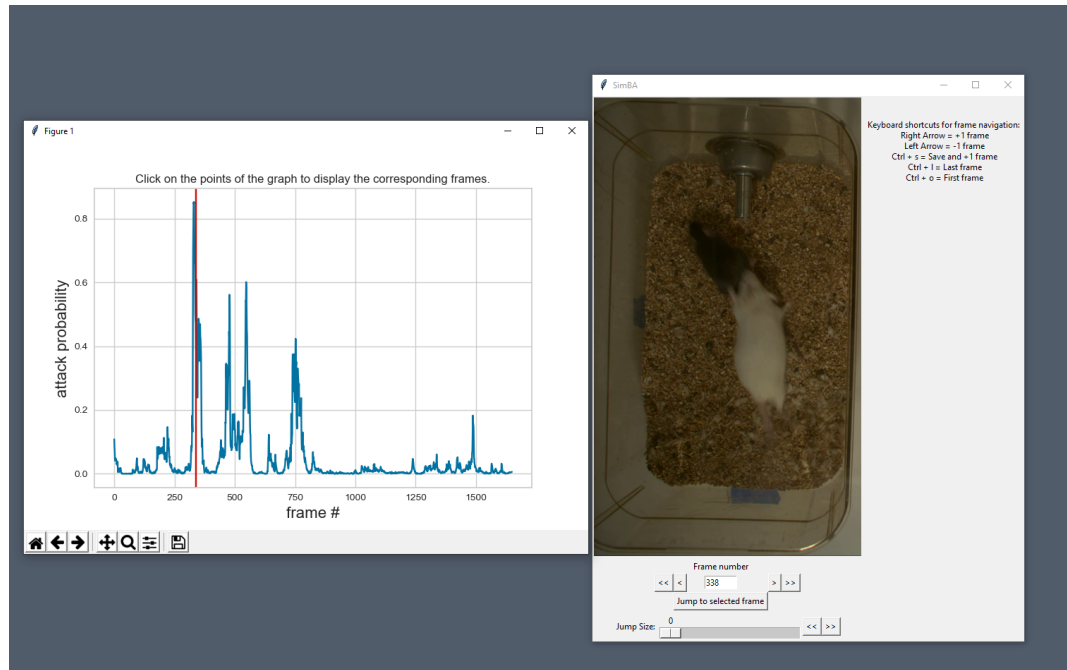 Figure 1
Click on the points of the graph to display the corresponding frames.
attack probability
0.8
0.6
0.4
0.2
0.0
0
250
500
750
1000
1250
1500
frame #
SimBA
Keyboard shortcuts for frame navigation:
Right Arrow = +1 frame
Left Arrow = -1 frame
Ctrl + s = Save and +1 frame
Ctrl + l = Last frame
Ctrl + o = First frame
Frame number
<< < 338 > >>
Jump to selected frame
0
Jump Size: << >>